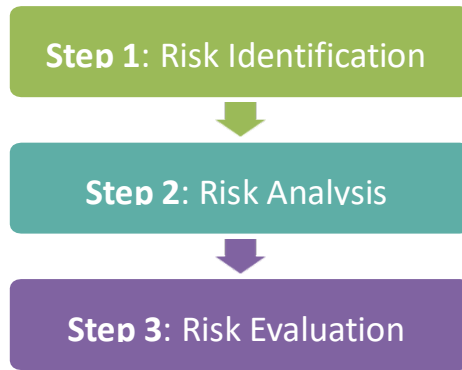 Step 1: Risk Identification
Step 2: Risk Analysis
Step 3: Risk Evaluation